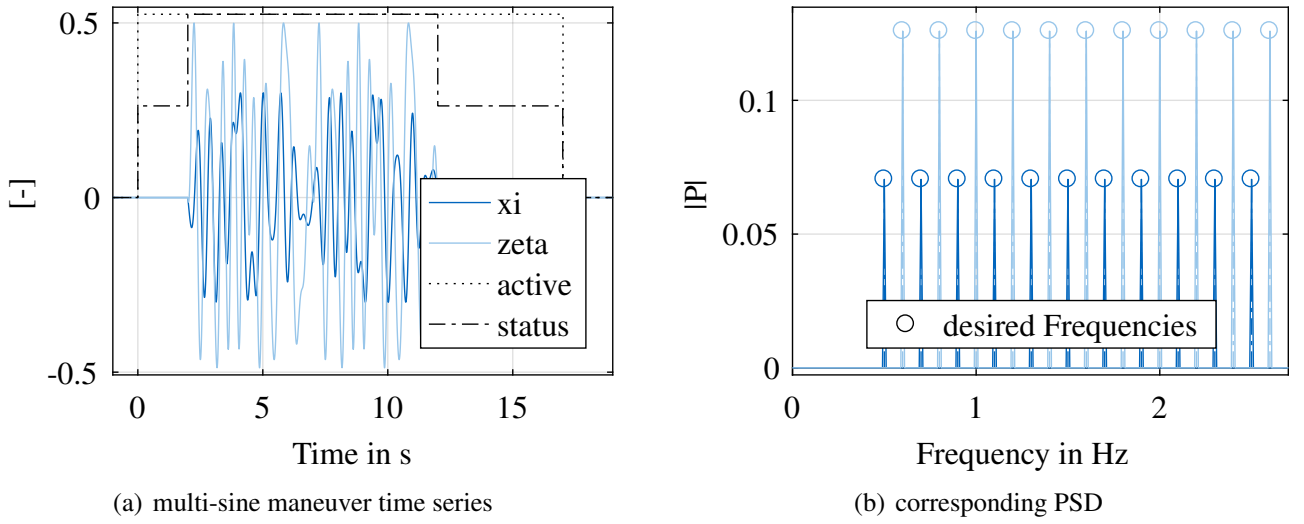 0.5
0
-0.5
[-]
0
5
10
15
Time in s
xi
zeta
active
status
(a) multi-sine maneuver time series
0.1
0.05
0
|P|
0
1
2
Frequency in Hz
desired Frequencies
(b) corresponding PSD